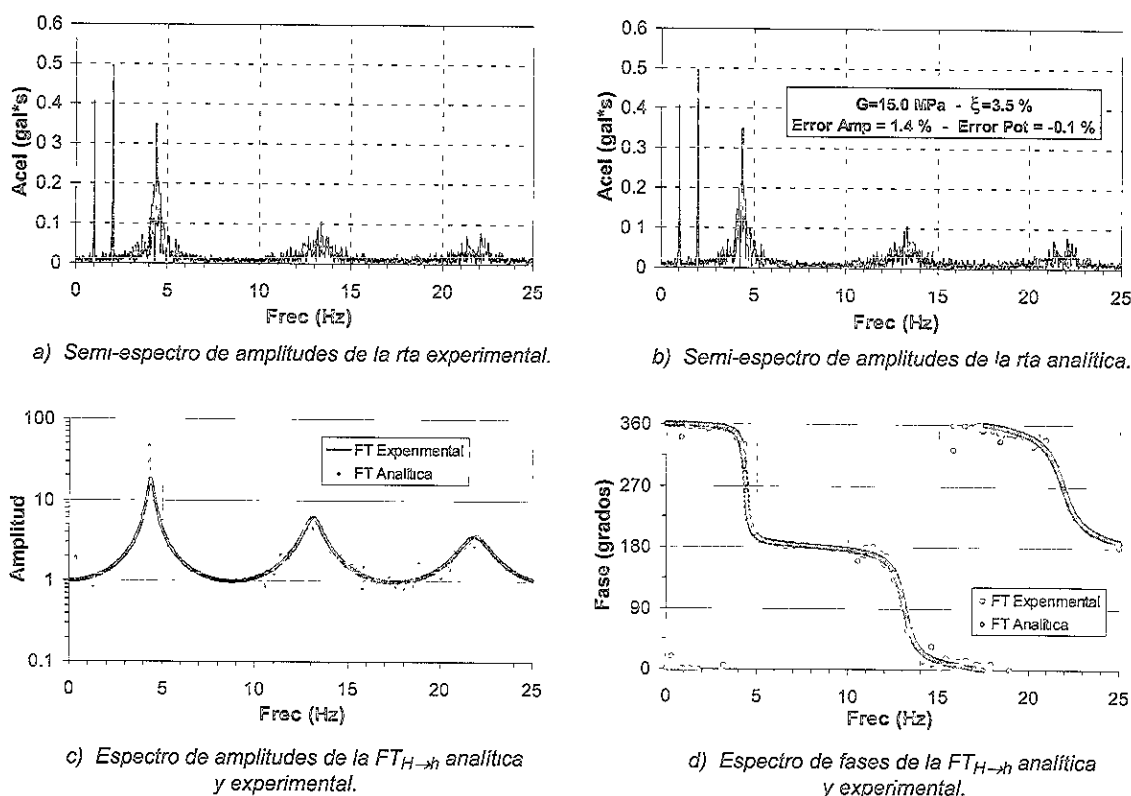 0.6
0.5
0.4
0.3
0.2
0.1
0
Acel (gal*s)
0 5 10 15 20 25
Frec (Hz)
a) Semi-espectro de amplitudes de la rta experimental.
0.6
0.5
0.4
0.3
0.2
0.1
0
Acel (gal*s)
G=15.0 MPa - ξ=3.5 %
Error Amp = 1.4 % - Error Pot = -0.1 %
0 5 10 15 20 25
Frec (Hz)
b) Semi-espectro de amplitudes de la rta analítica.
100
10
1
0.1
Amplitud
FT Experimental
FT Analítica
0 5 10 15 20 25
Frec (Hz)
c) Espectro de amplitudes de la FT_{H→h} analítica
y experimental.
360
270
180
90
0
Fase (grados)
FT Experimental
FT Analítica
0 5 10 15 20 25
Frec (Hz)
d) Espectro de fases de la FT_{H→h} analítica
y experimental.